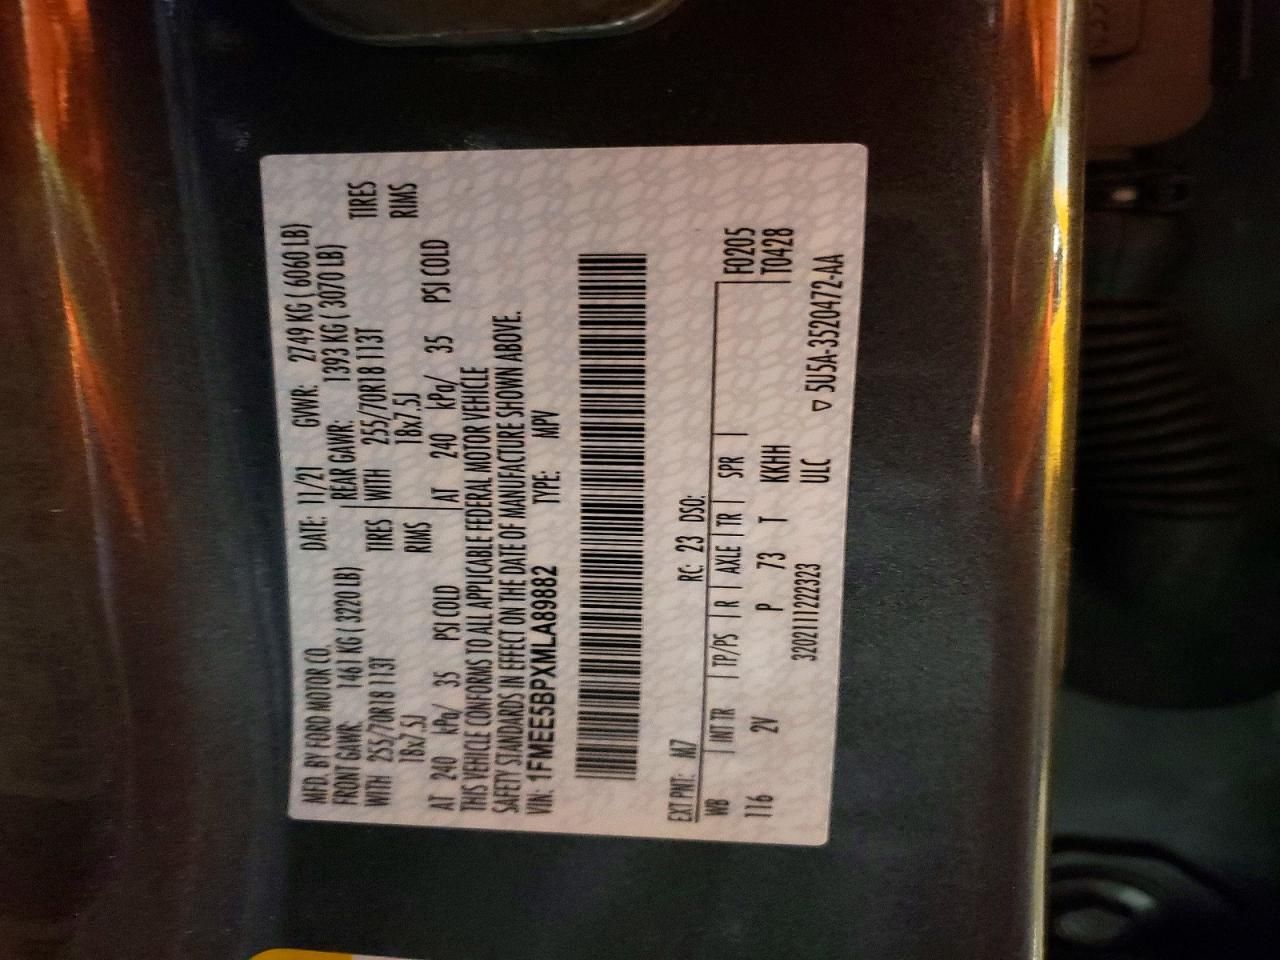 MFD. BY FORD MOTOR CO. DATE: 11/21 GVWR: 2749 KG ( 6060 LB)
FRONT GAWR: 1461 KG ( 3220 LB) REAR GAWR: 1393 KG ( 3070 LB)
WITH 255/70R18 113T TIRES WITH 255/70R18 113T TIRES
18x7.5J RIMS 18x7.5J RIMS
AT 240 kPa/ 35 PSI COLD AT 240 kPa/ 35 PSI COLD
THIS VEHICLE CONFORMS TO ALL APPLICABLE FEDERAL MOTOR VEHICLE
SAFETY STANDARDS IN EFFECT ON THE DATE OF MANUFACTURE SHOWN ABOVE.
VIN: 1FMEE5BPXMLA89882 TYPE: MPV
EXT PNT: M7 RC: 23 DSO:
WB INT TR TP/PS R AXLE TR SPR F0205
116 2V P 73 T KKHH T0428
3202111222323 ULC ▽ 5U5A-3520472-AA